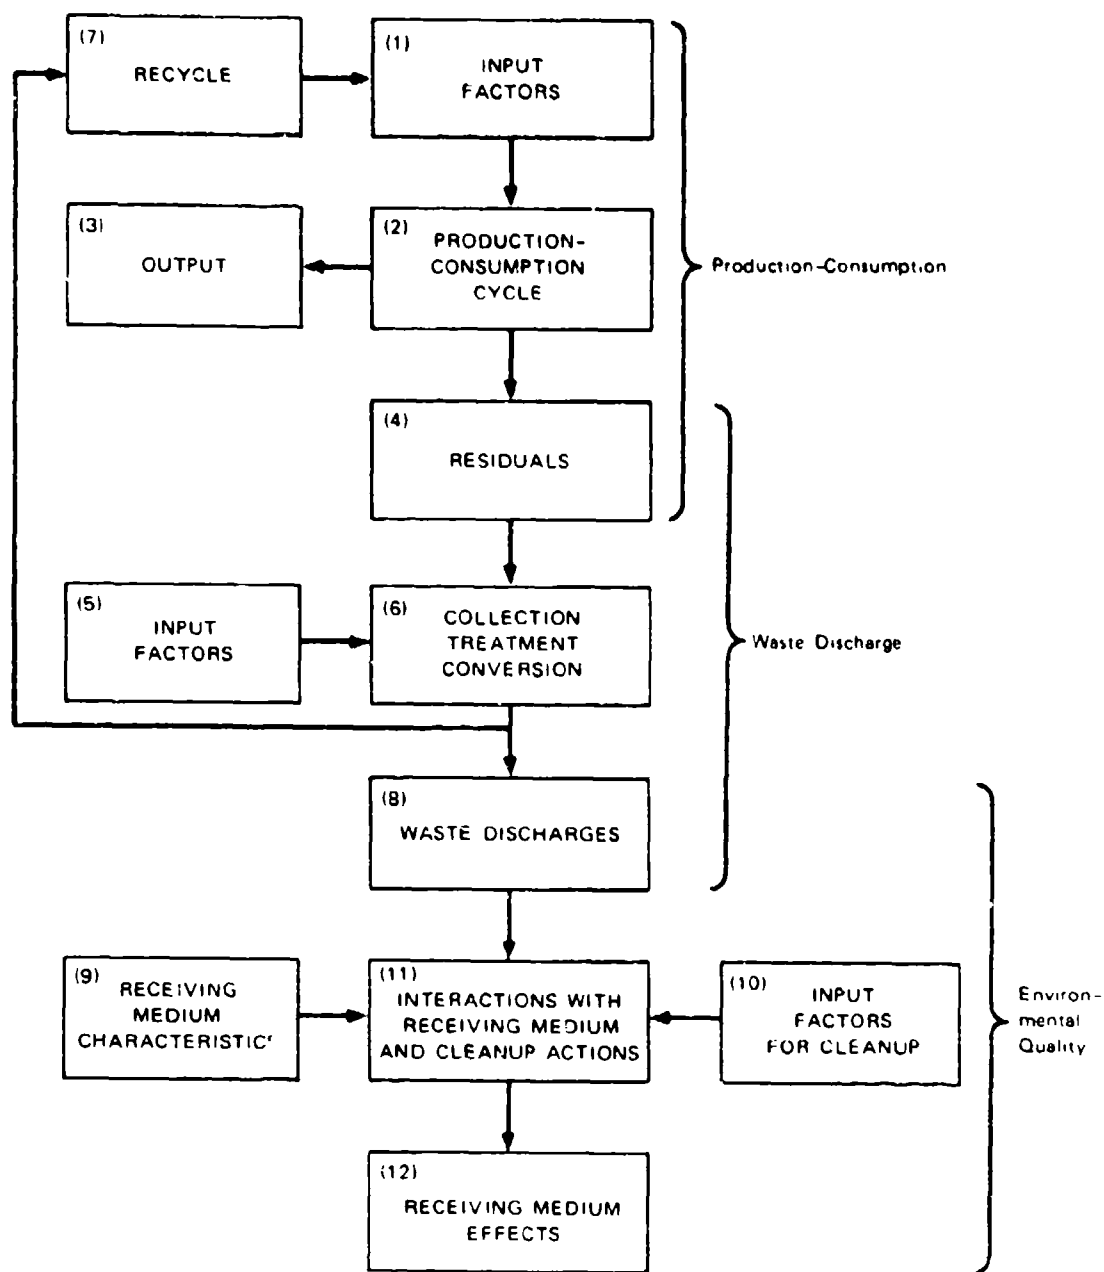 (7)
RECYCLE
(1)
INPUT
FACTORS
(3)
OUTPUT
(2)
PRODUCTION-
CONSUMPTION
CYCLE
Production-Consumption
(4)
RESIDUALS
(5)
INPUT
FACTORS
(6)
COLLECTION
TREATMENT
CONVERSION
Waste Discharge
(8)
WASTE DISCHARGES
(9)
RECEIVING
MEDIUM
CHARACTERISTIC'
(11)
INTERACTIONS WITH
RECEIVING MEDIUM
AND CLEANUP ACTIONS
(10)
INPUT
FACTORS
FOR CLEANUP
Environ-
mental
Quality
(12)
RECEIVING MEDIUM
EFFECTS